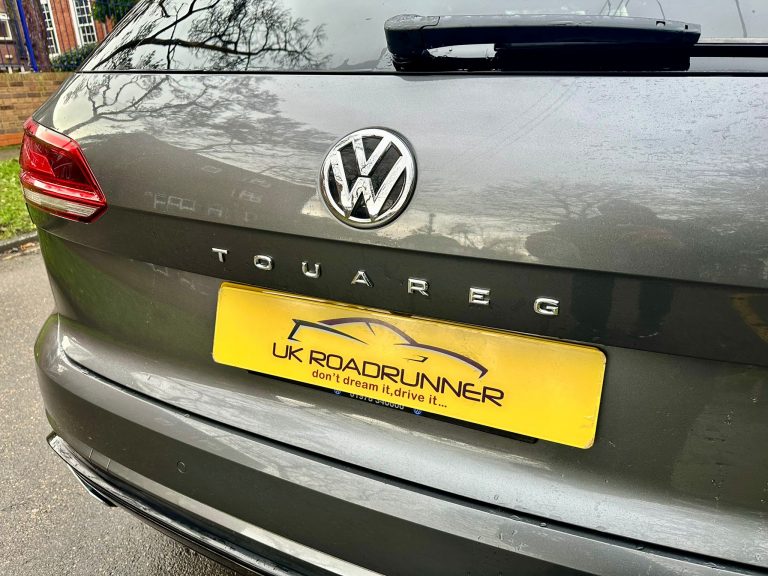 VW
TOUAREG
UK ROADRUNNER
don't dream it,drive it...